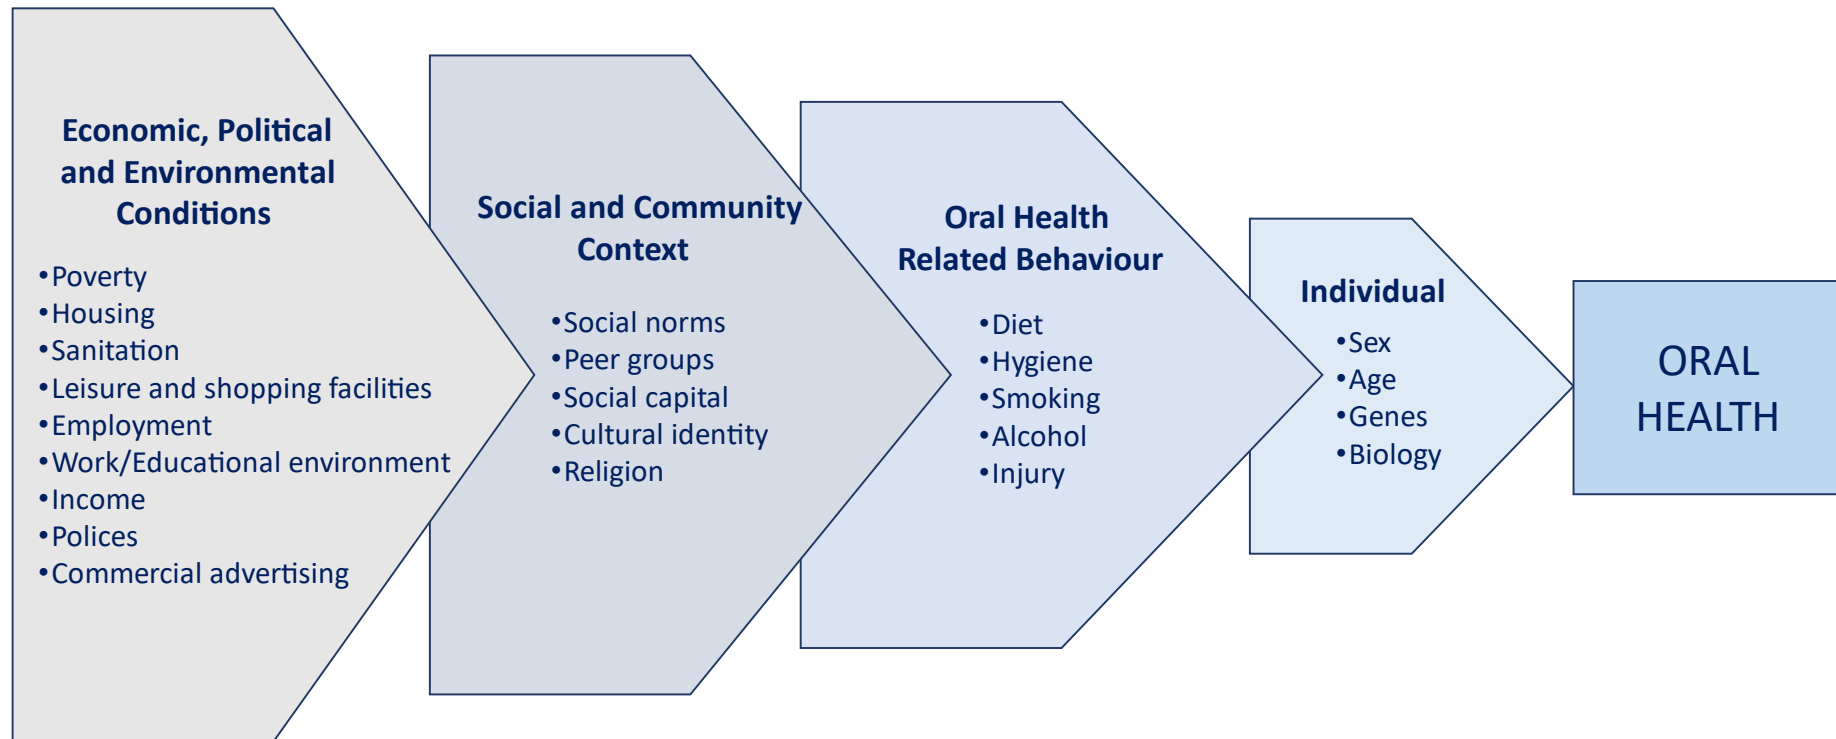 Economic, Political
and Environmental
Conditions
•Poverty
•Housing
•Sanitation
•Leisure and shopping facilities
•Employment
•Work/Educational environment
•Income
•Polices
•Commercial advertising
Social and Community
Context
•Social norms
•Peer groups
•Social capital
•Cultural identity
•Religion
Oral Health
Related Behaviour
•Diet
•Hygiene
•Smoking
•Alcohol
•Injury
Individual
•Sex
•Age
•Genes
•Biology
ORAL
HEALTH